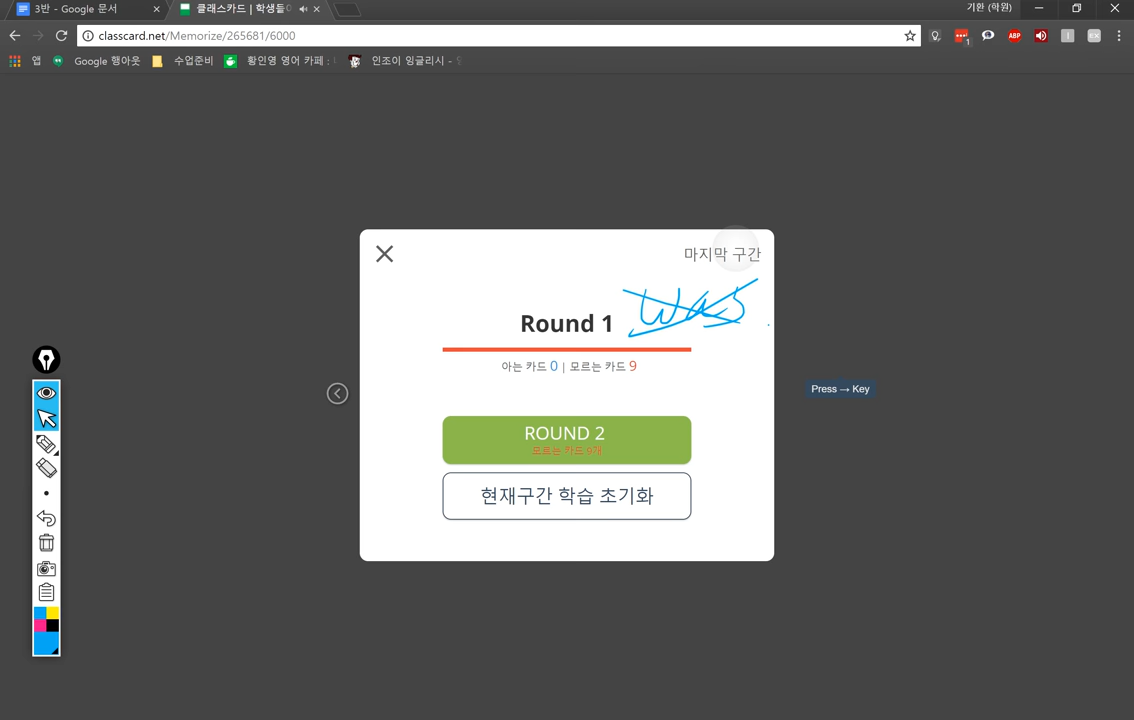 3반 - Google 문서
클래스카드 | 학생들이
기환 (학원)
classcard.net/Memorize/265681/6000
1
ABP
앱
Google 행아웃
수업준비
황인영 영어 카페 :
인조이 잉글리시 -
마지막 구간
was
Round 1
아는 카드 0 | 모르는 카드 9
Press → Key
ROUND 2
모르는 카드 9개
현재구간 학습 초기화